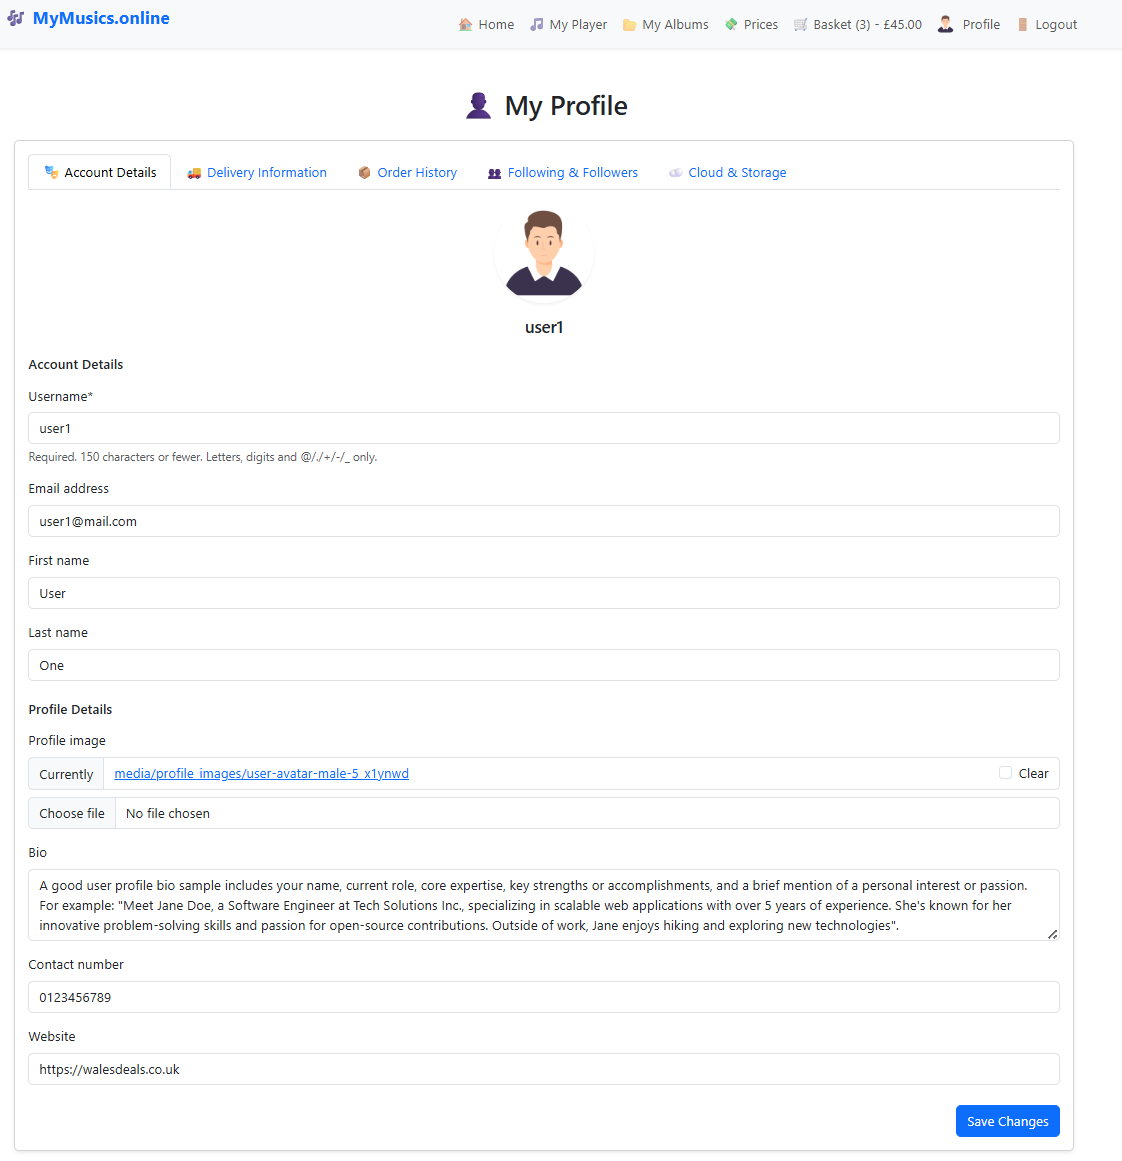 MyMusics.online
Home My Player My Albums Prices Basket (3) - £45.00 Profile Logout
My Profile
Account Details Delivery Information Order History Following & Followers Cloud & Storage
user1
Account Details
Username*
user1
Required. 150 characters or fewer. Letters, digits and @/./+/-/_ only.
Email address
user1@mail.com
First name
User
Last name
One
Profile Details
Profile image
Currently media/profile_images/user-avatar-male-5_x1ynwd Clear
Choose file No file chosen
Bio
A good user profile bio sample includes your name, current role, core expertise, key strengths or accomplishments, and a brief mention of a personal interest or passion.
For example: "Meet Jane Doe, a Software Engineer at Tech Solutions Inc., specializing in scalable web applications with over 5 years of experience. She's known for her
innovative problem-solving skills and passion for open-source contributions. Outside of work, Jane enjoys hiking and exploring new technologies".
Contact number
0123456789
Website
https://walesdeals.co.uk
Save Changes